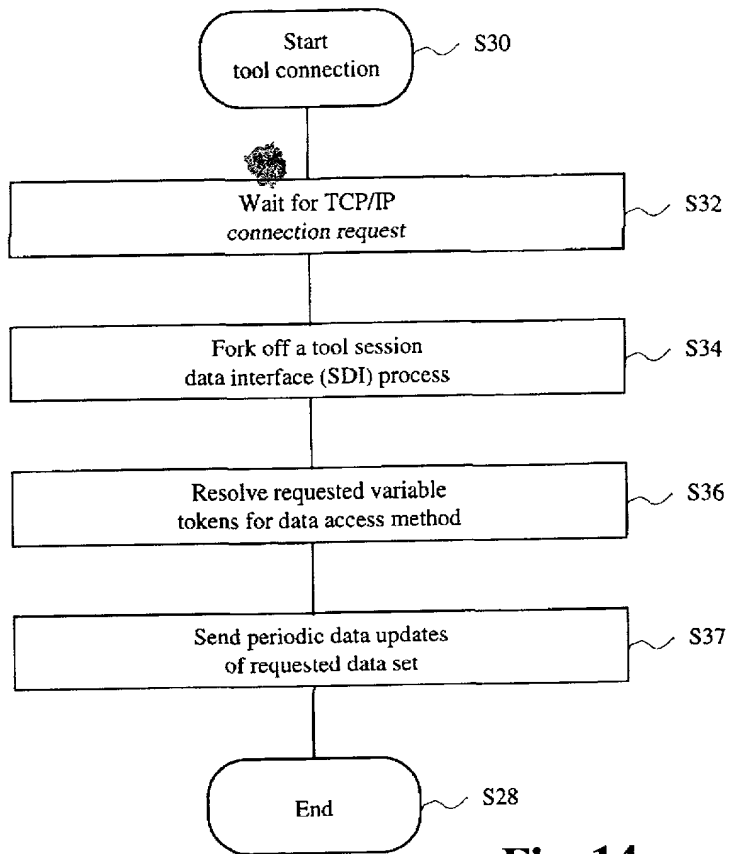 Start
tool connection
S30
Wait for TCP/IP
connection request
S32
Fork off a tool session
data interface (SDI) process
S34
Resolve requested variable
tokens for data access method
S36
Send periodic data updates
of requested data set
S37
End
S28
Fig. 14